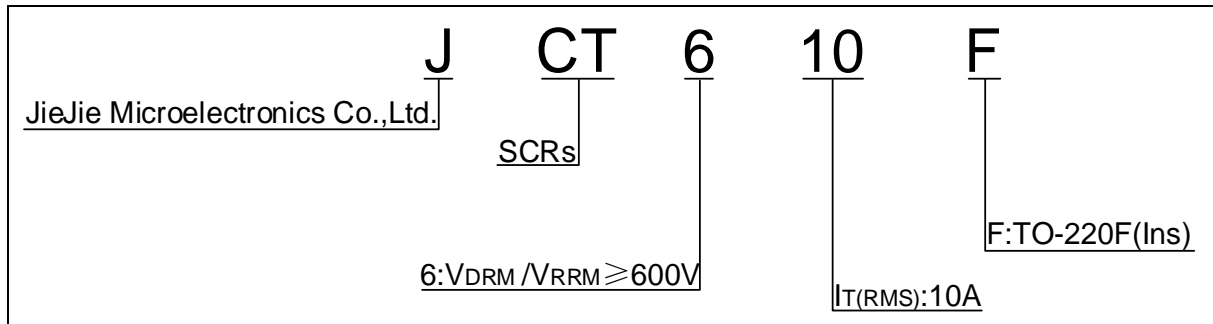 J CT 6 10 F
JieJie Microelectronics Co.,Ltd.
SCRs
F:TO-220F(Ins)
6:VDRM /VRRM≥600V
IT(RMS):10A